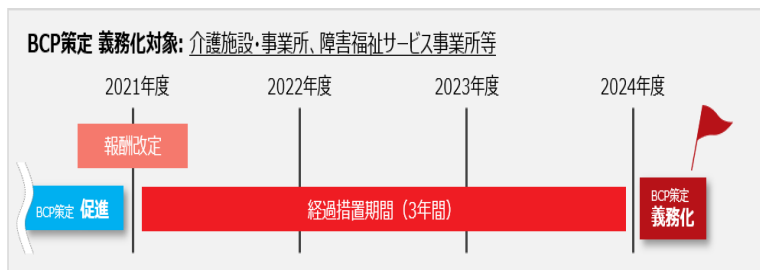 BCP策定 義務化対象: 介護施設・事業所、障害福祉サービス事業所等
2021年度 2022年度 2023年度 2024年度
報酬改定
BCP策定 促進
経過措置期間（3年間）
BCP策定
義務化